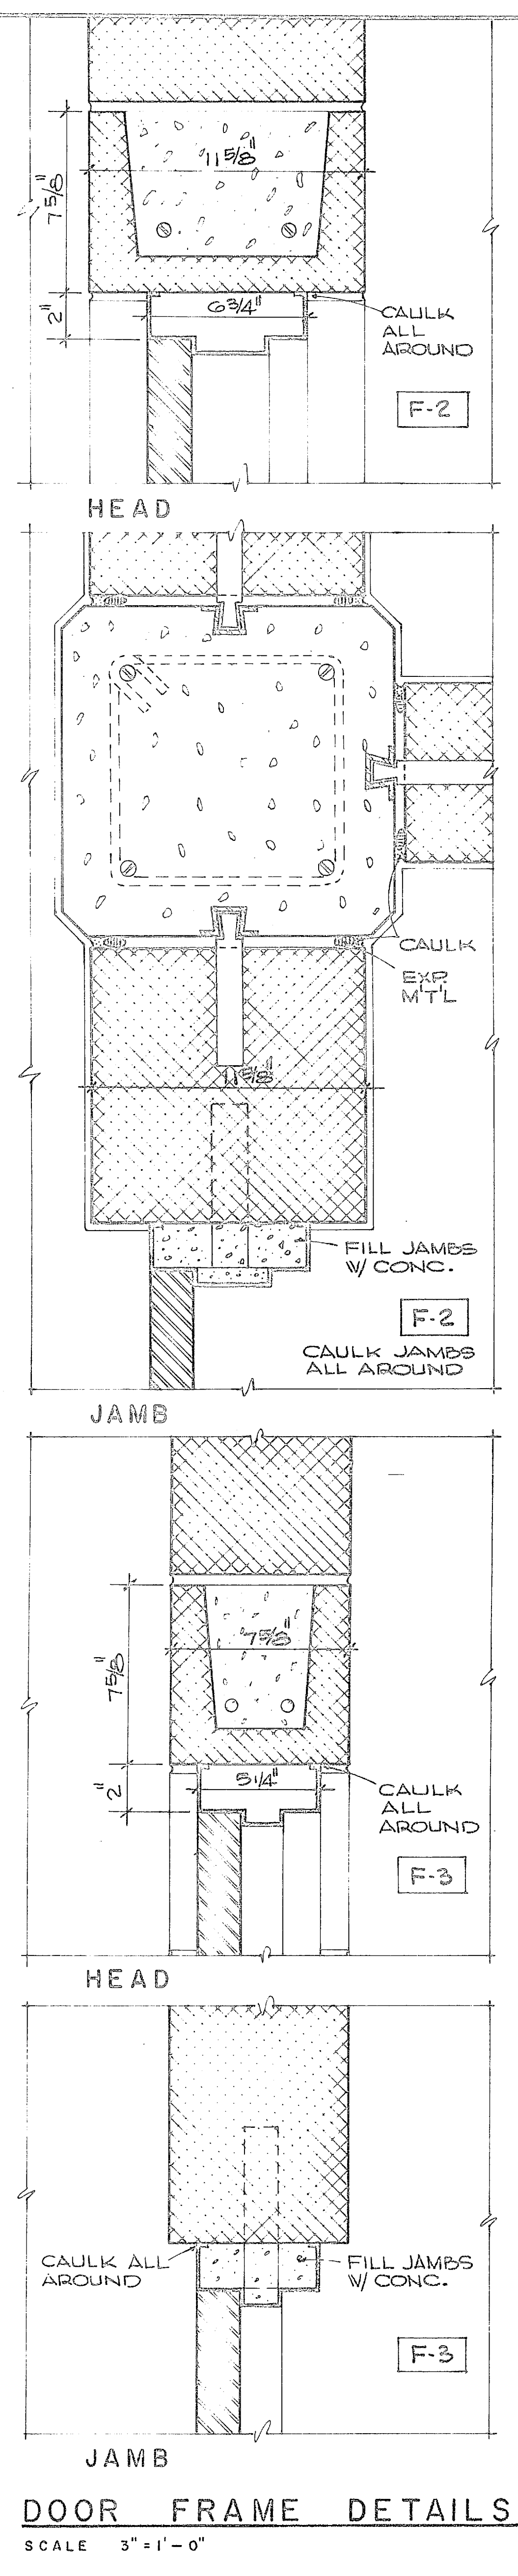 11 5/8"
7 5/8"
6 3/4"
2"
CAULK
ALL
AROUND
F-2
HEAD
CAULK
EXP.
M'T'L
11 5/8"
FILL JAMBS
W/ CONC.
F-2
CAULK JAMBS
ALL AROUND
JAMB
7 5/8"
7 5/8"
5 1/4"
2"
CAULK
ALL
AROUND
F-3
HEAD
CAULK ALL
AROUND
FILL JAMBS
W/ CONC.
F-3
JAMB
DOOR FRAME DETAILS
SCALE 3" = 1' - 0"